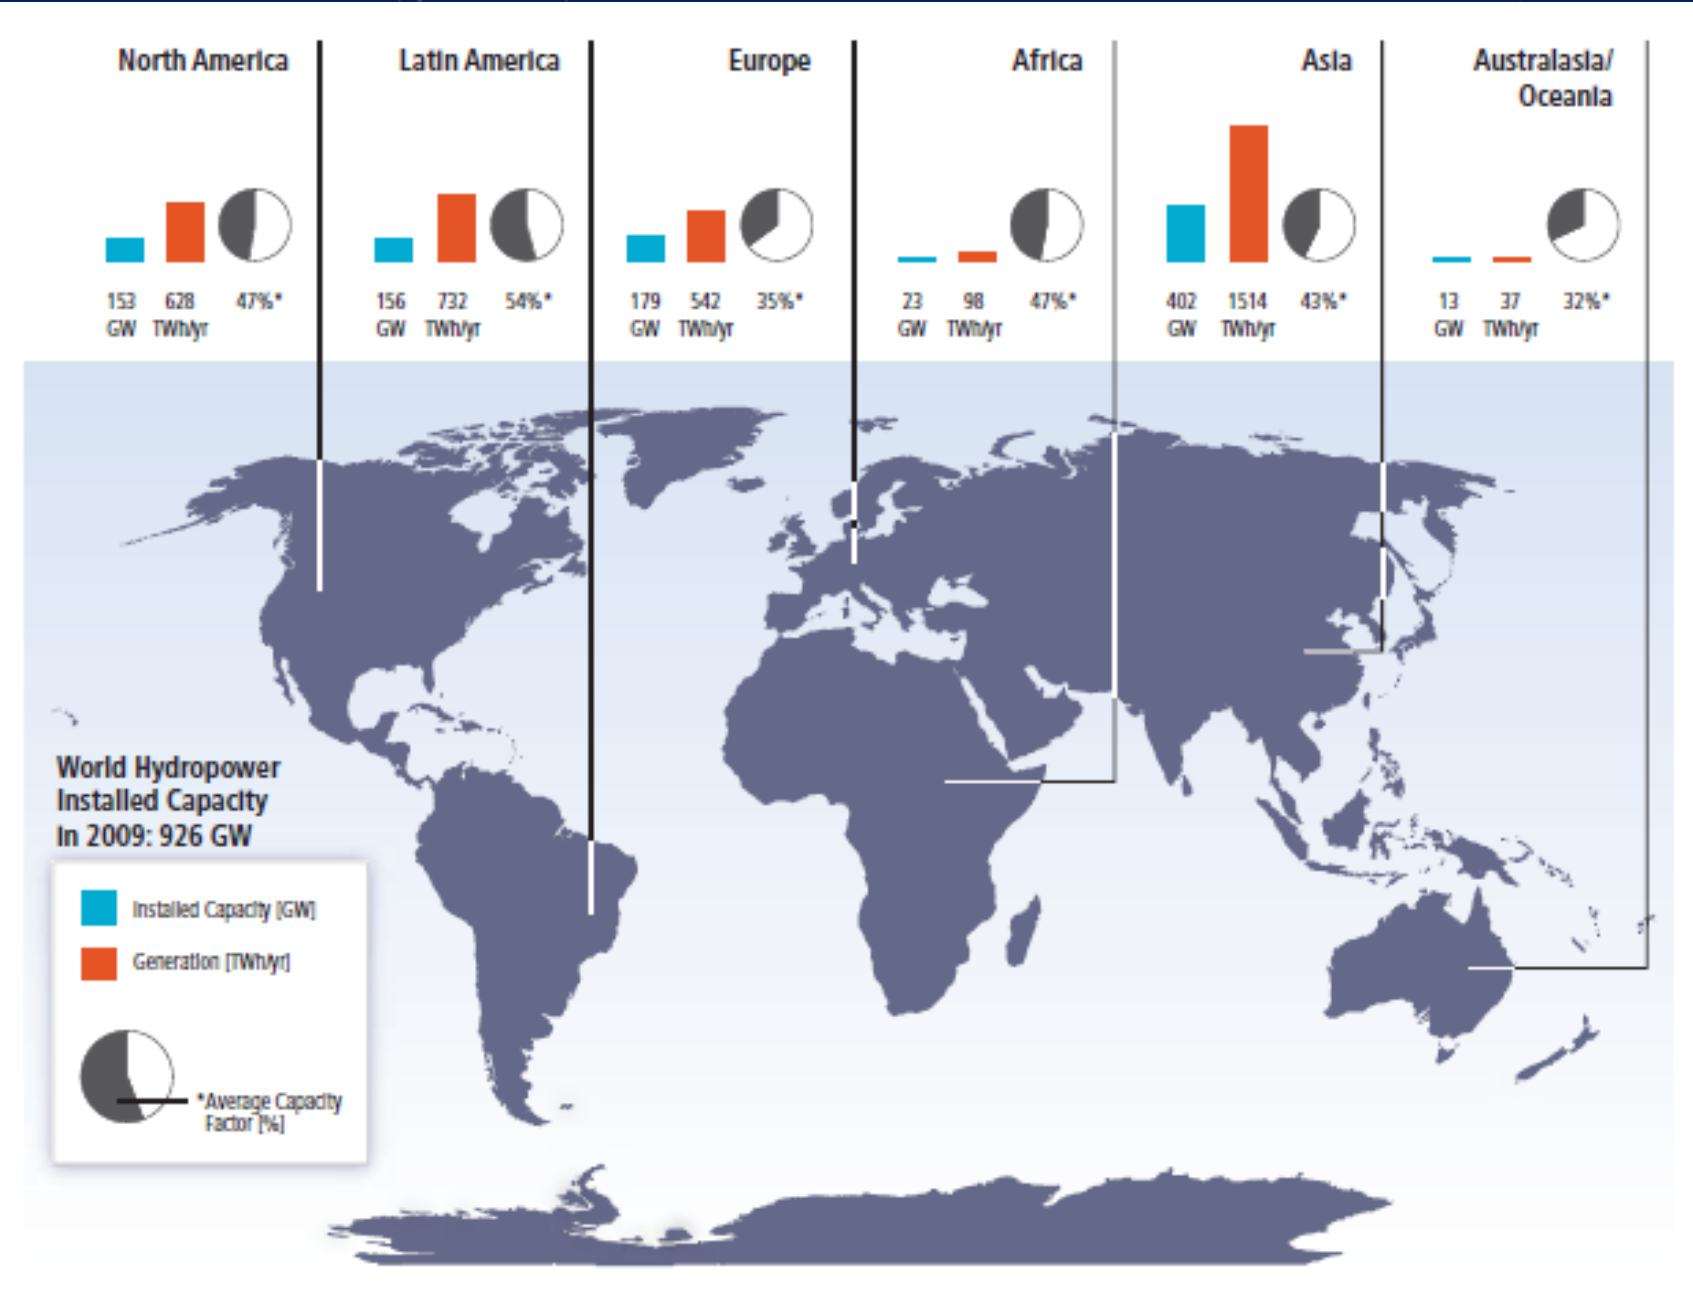 North America
Latin America
Europe
Africa
Asia
Australasia/
Oceania
153 628 47%*
GW TWh/yr
156 732 54%*
GW TWh/yr
179 542 35%*
GW TWh/yr
23 98 47%*
GW TWh/yr
402 1514 43%*
GW TWh/yr
13 37 32%*
GW TWh/yr
World Hydropower
Installed Capacity
in 2009: 926 GW
Installed Capacity [GW]
Generation [TWh/yr]
*Average Capacity
Factor [%]